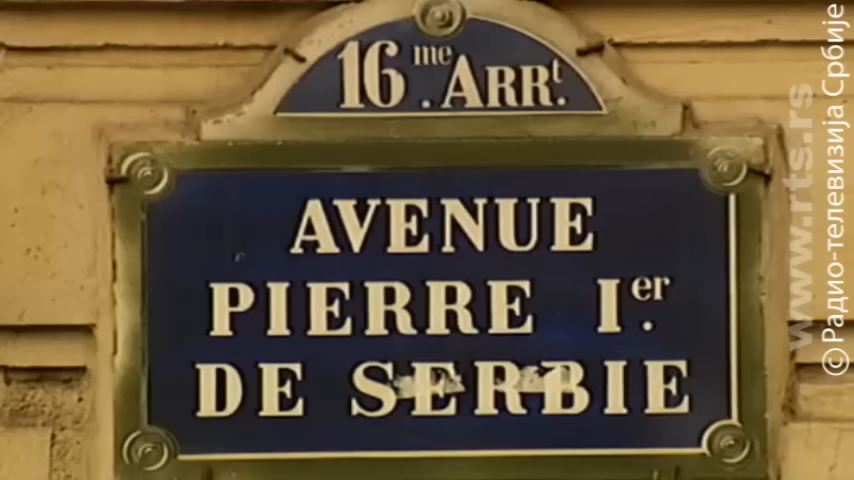 16me. ARRt.
AVENUE
PIERRE Ier.
DE SERBIE
www.rts.rs
© Радио-телевизија Србије